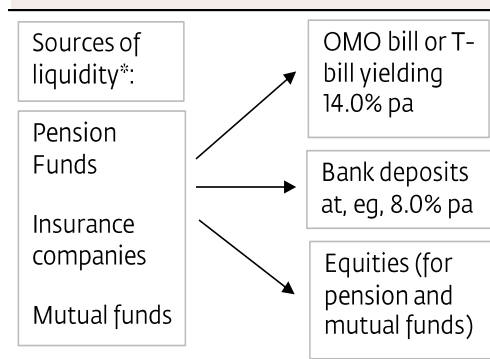 Sources of
liquidity*:
Pension
Funds
Insurance
companies
Mutual funds
OMO bill or T-
bill yielding
14.0% pa
Bank deposits
at, eg, 8.0% pa
Equities (for
pension and
mutual funds)